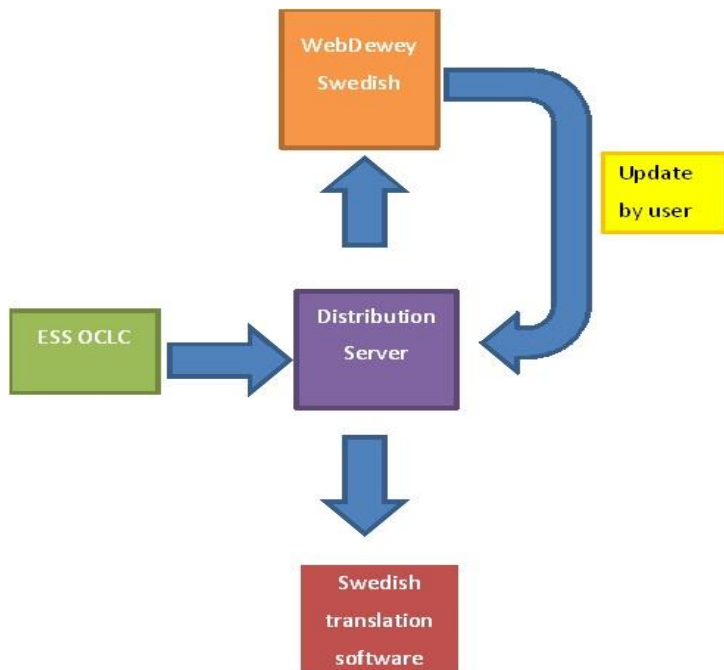 WebDewey
Swedish
Update
by user
Distribution
Server
ESS OCLC
Swedish
translation
software